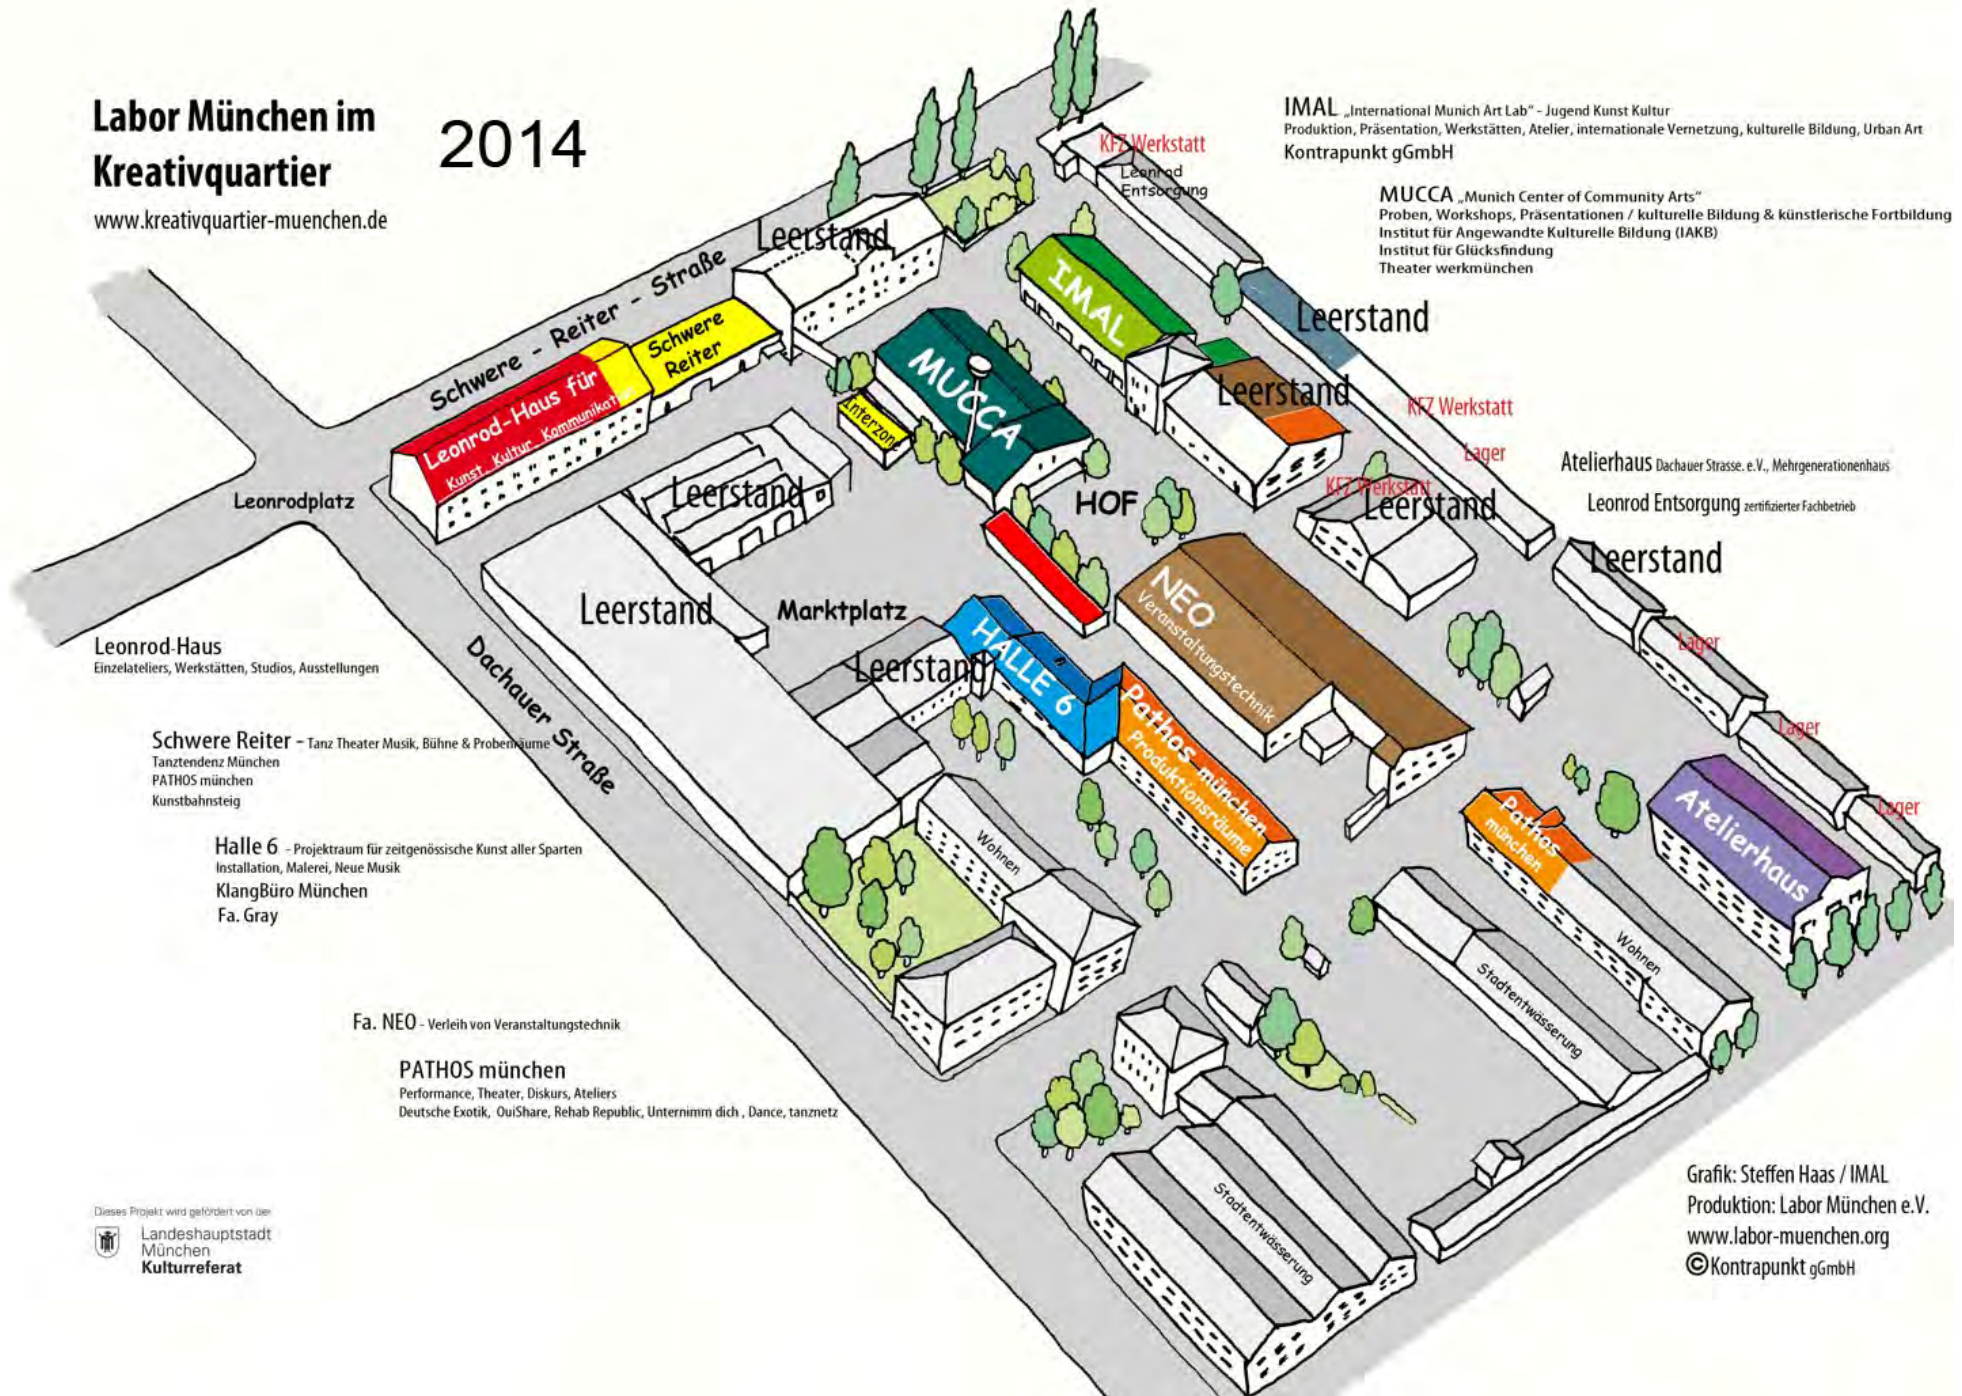 Labor München im
Kreativquartier
2014
www.kreativquartier-muenchen.de
IMAL „International Munich Art Lab“ - Jugend Kunst Kultur
Produktion, Präsentation, Werkstätten, Atelier, internationale Vernetzung, kulturelle Bildung, Urban Art
Kontrapunkt gGmbH
MUCCA „Munich Center of Community Arts“
Proben, Workshops, Präsentationen / kulturelle Bildung & künstlerische Fortbildung
Institut für Angewandte Kulturelle Bildung (IAKB)
Institut für Glücksfindung
Theater werkmünchen
KFZ Werkstatt
Leonrod
Entsorgung
Leerstand
Schwere - Reiter - Straße
IMAL
Leerstand
Schwere
Reiter
MUCCA
Leerstand
Leonrod-Haus für
Kunst Kultur Kommunikation
Interzone
KFZ Werkstatt
Lager
Atelierhaus Dachauer Strasse. e.V., Mehrgenerationenhaus
Leonrod Entsorgung zertifizierter Fachbetrieb
Leonrodplatz
Leerstand
HOF
KFZ Werkstatt
Leerstand
Leerstand
NEO
Veranstaltungstechnik
Leerstand
Marktplatz
HALLE 6
Leerstand
Lager
Lager
Lager
Leonrod-Haus
Einzelateliers, Werkstätten, Studios, Ausstellungen
Dachauer Straße
Pathos münchen
Produktionsräume
Schwere Reiter – Tanz Theater Musik, Bühne & Probenräume
Tanztendenz München
PATHOS münchen
Kunstbahnsteig
Pathos
münchen
Atelierhaus
Halle 6 - Projektraum für zeitgenössische Kunst aller Sparten
Installation, Malerei, Neue Musik
KlangBüro München
Fa. Gray
Wohnen
Wohnen
Stadtentwässerung
Fa. NEO - Verleih von Veranstaltungstechnik
PATHOS münchen
Performance, Theater, Diskurs, Ateliers
Deutsche Exotik, OuiShare, Rehab Republic, Unternimm dich , Dance, tanznetz
Stadtentwässerung
Dieses Projekt wird gefördert von der
Landeshauptstadt
München
Kulturreferat
Grafik: Steffen Haas / IMAL
Produktion: Labor München e.V.
www.labor-muenchen.org
©Kontrapunkt gGmbH